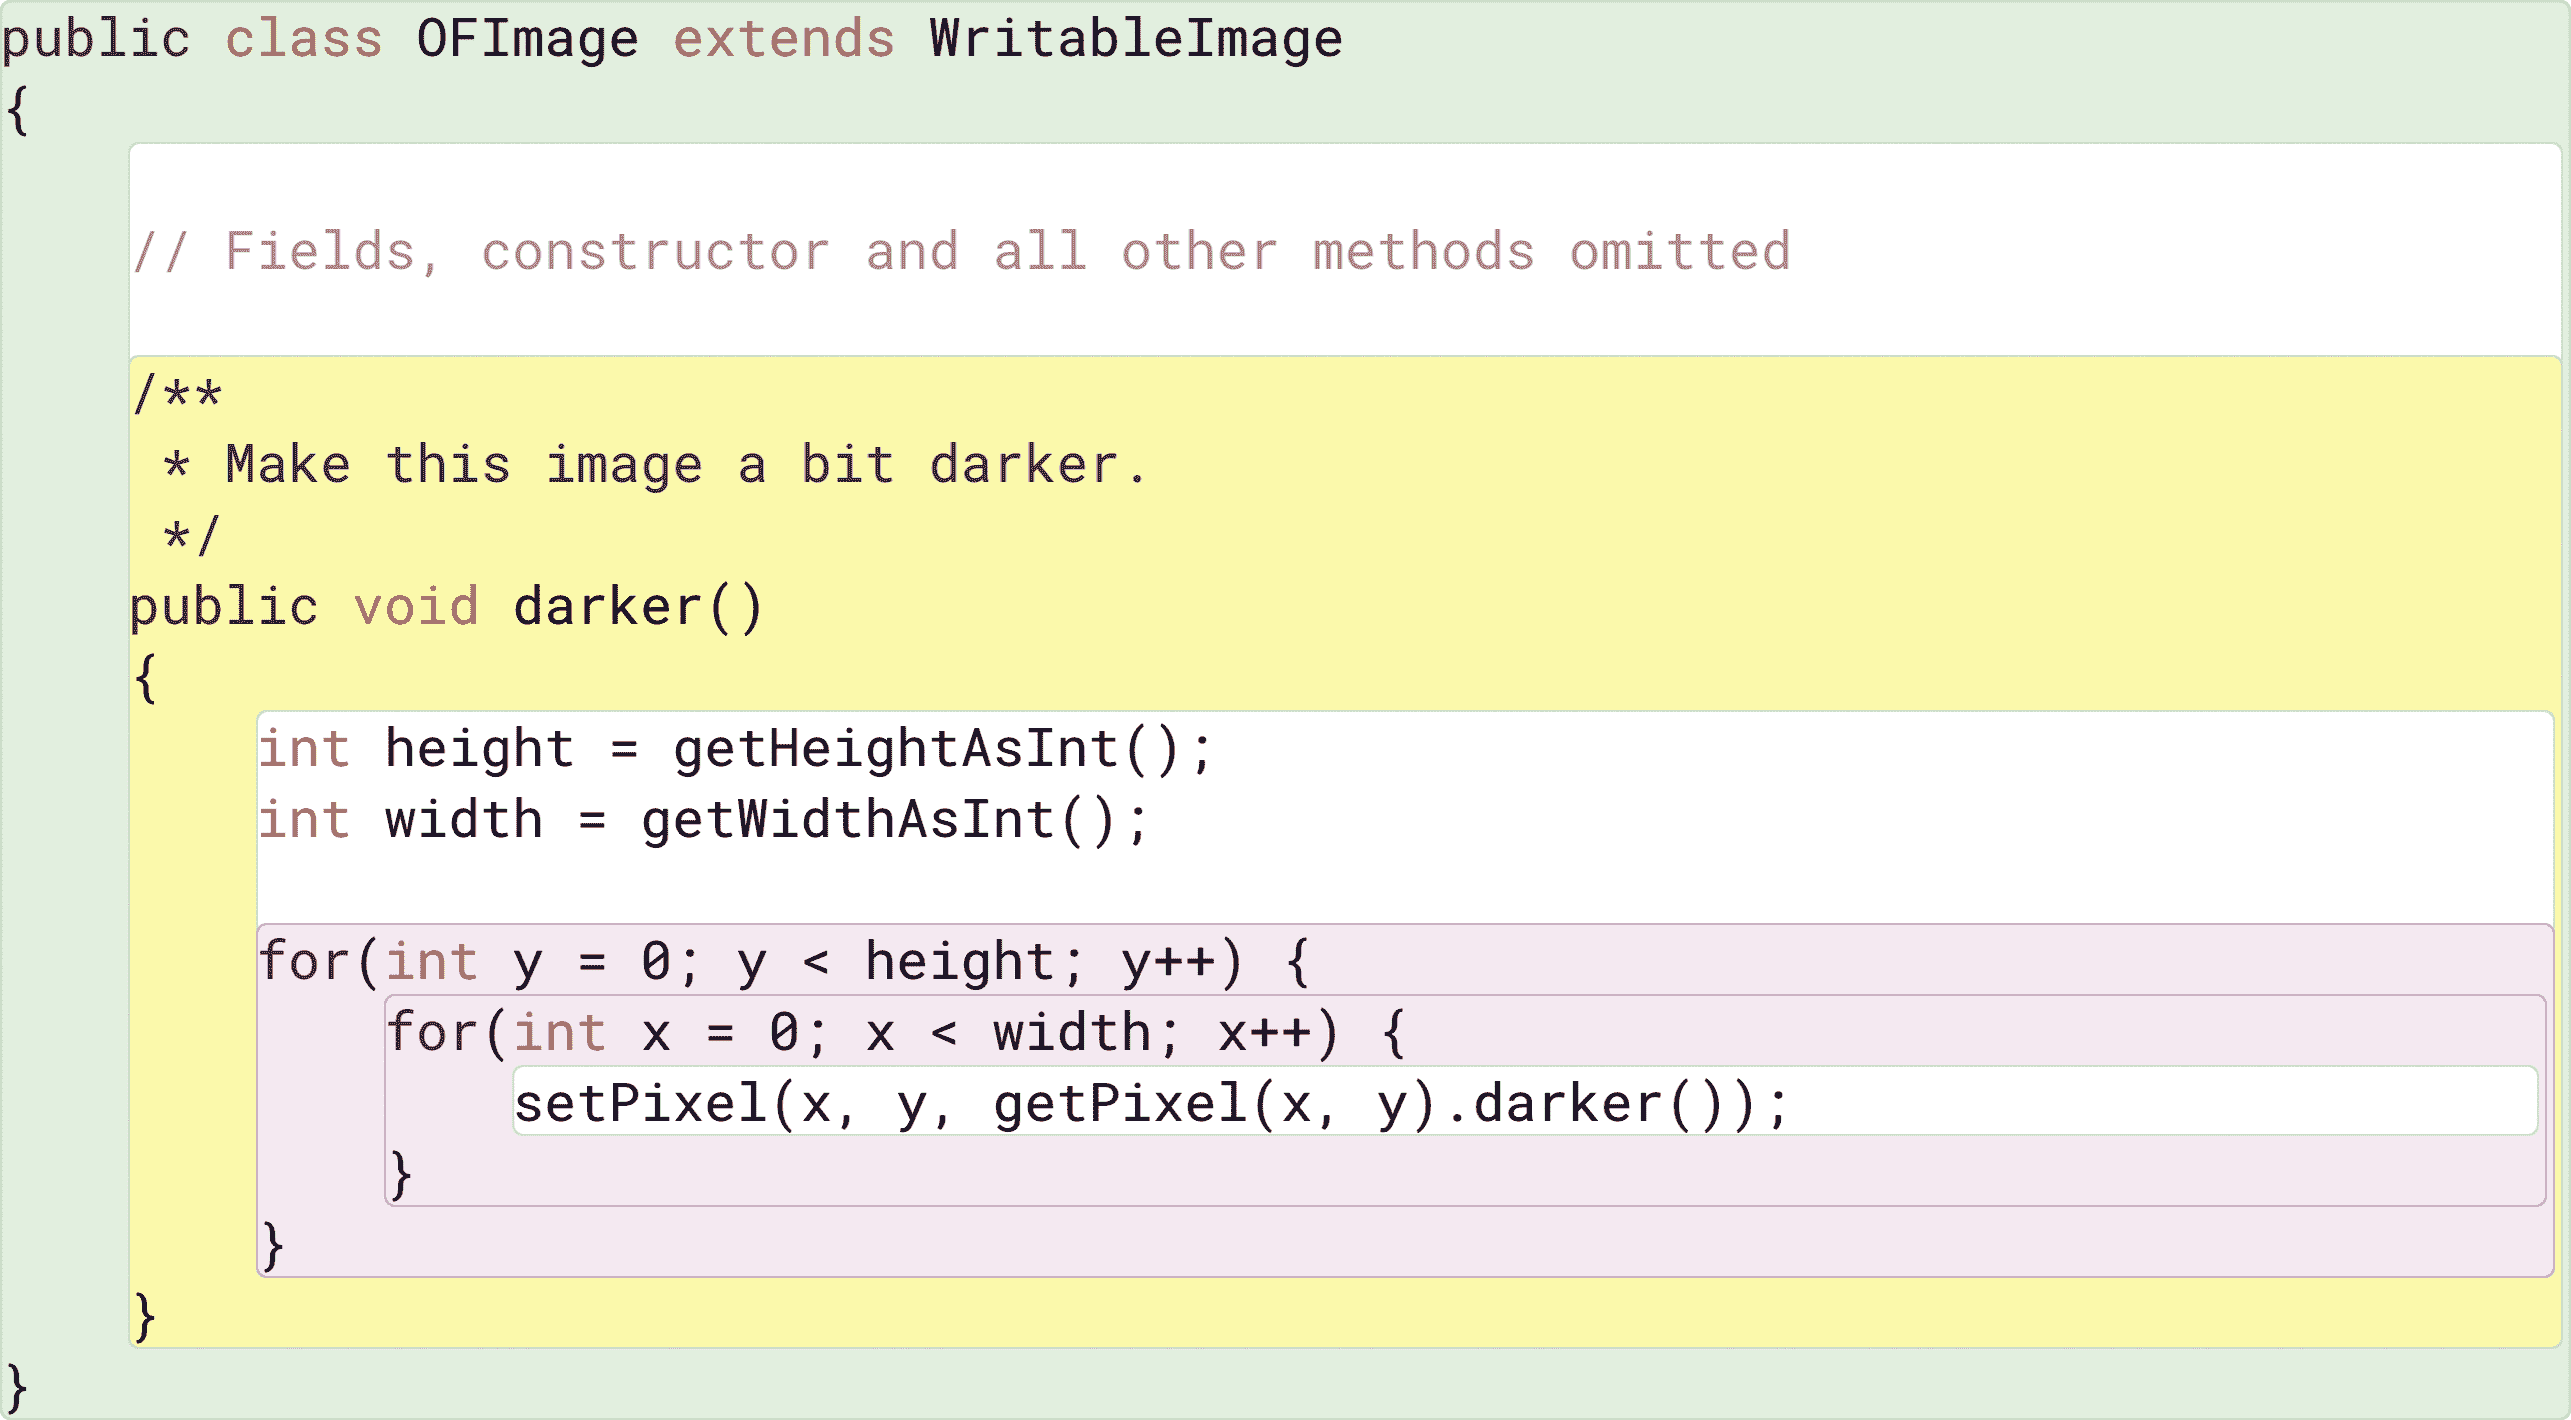 public class OFImage extends WritableImage
{
// Fields, constructor and all other methods omitted
/**
 * Make this image a bit darker.
 */
public void darker()
{
int height = getHeightAsInt();
int width = getWidthAsInt();
for(int y = 0; y < height; y++) {
for(int x = 0; x < width; x++) {
setPixel(x, y, getPixel(x, y).darker());
}
}
}
}